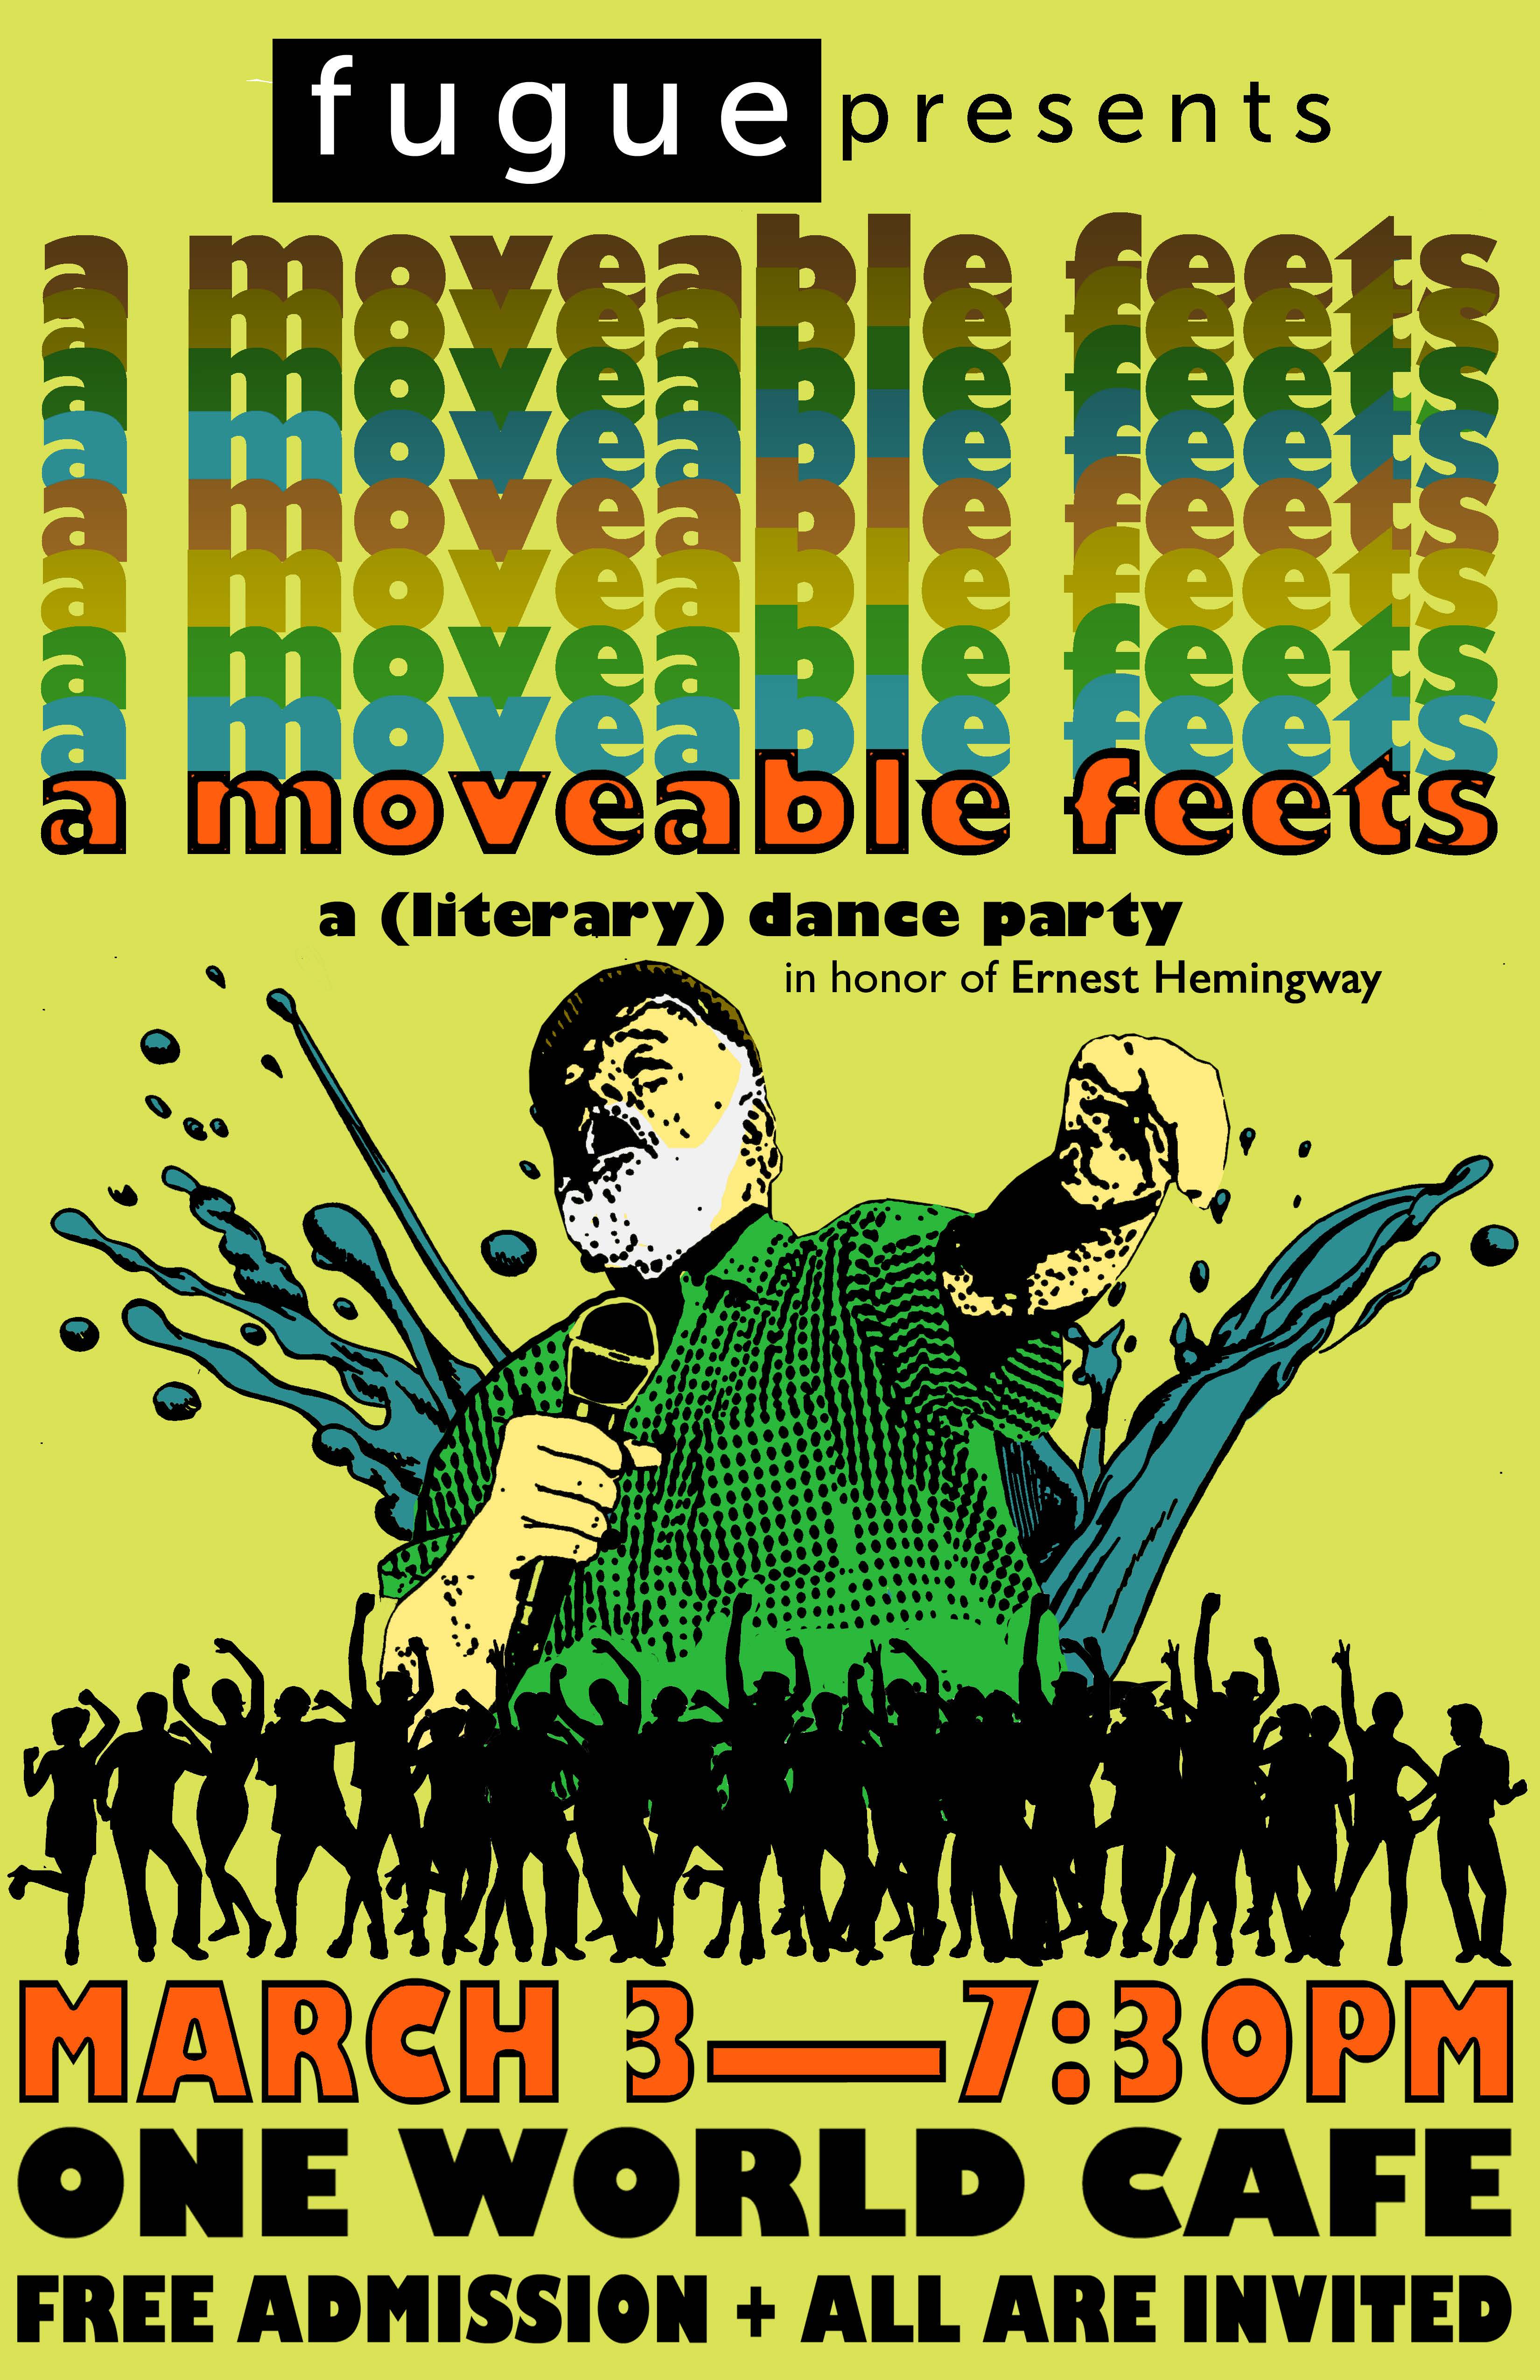 fugue presents
a moveable feets
a moveable feets
a moveable feets
a moveable feets
a moveable feets
a moveable feets
a moveable feets
a moveable feets
a moveable feets
a (literary) dance party
in honor of Ernest Hemingway
MARCH 3—7:30PM
ONE WORLD CAFE
FREE ADMISSION + ALL ARE INVITED